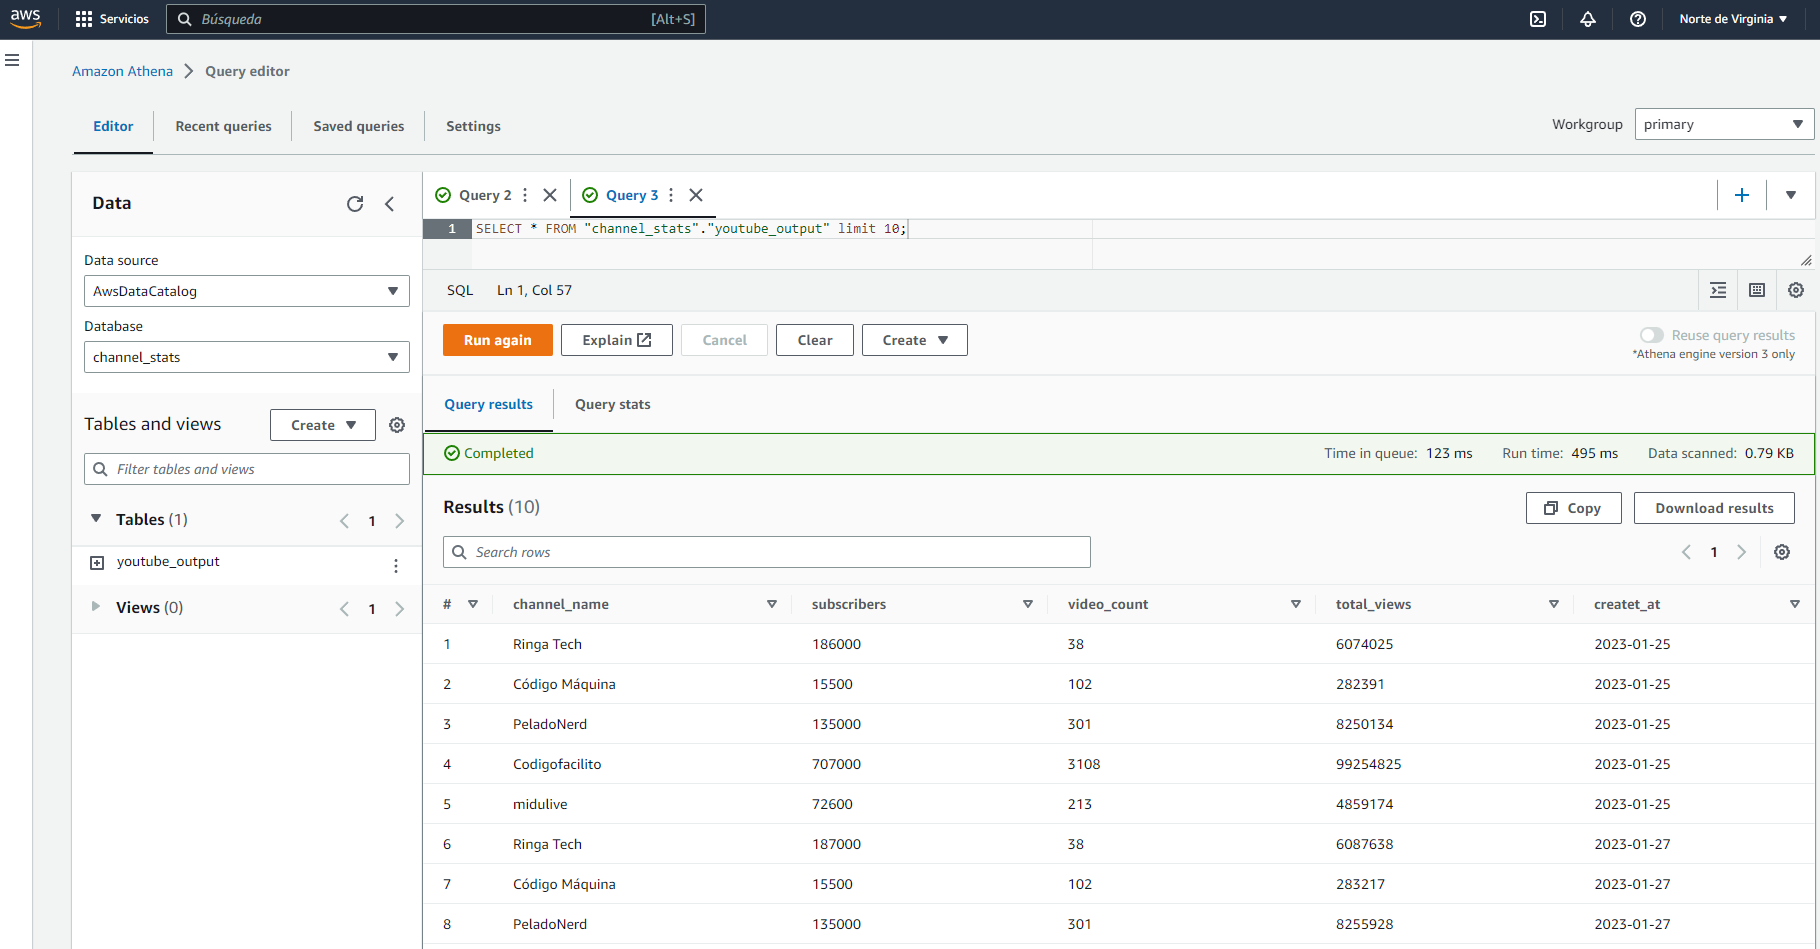 aws
Servicios
Búsqueda
[Alt+S]
Norte de Virginia
Amazon Athena
Query editor
Editor
Recent queries
Saved queries
Settings
Workgroup
primary
Data
Data source
AwsDataCatalog
Database
channel_stats
Tables and views
Create
Filter tables and views
Tables (1)
1
youtube_output
Views (0)
1
Query 2
Query 3
1 SELECT * FROM "channel_stats"."youtube_output" limit 10;
SQL
Ln 1, Col 57
Run again
Explain
Cancel
Clear
Create
Reuse query results
*Athena engine version 3 only
Query results
Query stats
Completed
Time in queue: 123 ms
Run time: 495 ms
Data scanned: 0.79 KB
Results (10)
Copy
Download results
Search rows
1
# channel_name subscribers video_count total_views createt_at
1 Ringa Tech 186000 38 6074025 2023-01-25
2 Código Máquina 15500 102 282391 2023-01-25
3 PeladoNerd 135000 301 8250134 2023-01-25
4 Codigofacilito 707000 3108 99254825 2023-01-25
5 midulive 72600 213 4859174 2023-01-25
6 Ringa Tech 187000 38 6087638 2023-01-27
7 Código Máquina 15500 102 283217 2023-01-27
8 PeladoNerd 135000 301 8255928 2023-01-27